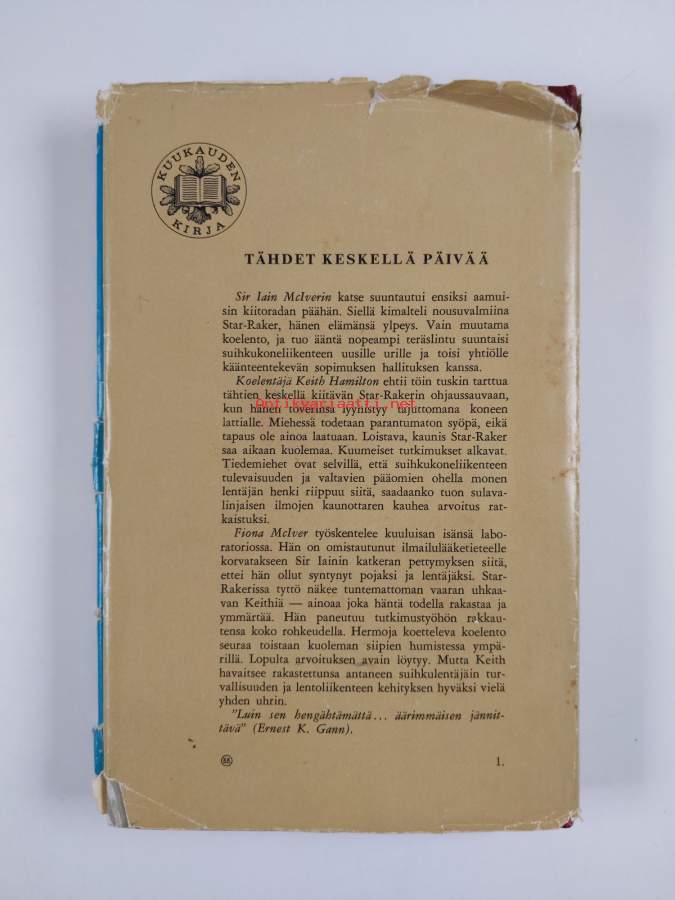 KUUKAUDEN
KIRJA
TÄHDET KESKELLÄ PÄIVÄÄ
Sir Iain McIverin katse suuntautui ensiksi aamui-
sin kiitoradan päähän. Siellä kimalteli nousuvalmiina
Star-Raker, hänen elämänsä ylpeys. Vain muutama
koelento, ja tuo ääntä nopeampi teräslintu suuntaisi
suihkukoneliikenteen uusille urille ja toisi yhtiölle
käänteentekevän sopimuksen hallituksen kanssa.
Koelentäjä Keith Hamilton ehtii töin tuskin tarttua
tähtien keskellä kiitävän Star-Rakerin ohjaussauvaan,
Antikvariaatti.net
kun hänen toverinsa lyyhistyy tajuttomana koneen
lattialle. Miehessä todetaan parantumaton syöpä, eikä
tapaus ole ainoa laatuaan. Loistava, kaunis Star-Raker
saa aikaan kuolemaa. Kuumeiset tutkimukset alkavat.
Tiedemiehet ovat selvillä, että suihkukoneliikenteen
tulevaisuuden ja valtavien pääomien ohella monen
lentäjän henki riippuu siitä, saadaanko tuon sulava-
linjaisen ilmojen kaunottaren kauhea arvoitus rat-
kaistuksi.
Fiona McIver työskentelee kuuluisan isänsä labo-
ratoriossa. Hän on omistautunut ilmailulääketieteelle
korvatakseen Sir Iainin katkeran pettymyksen siitä,
ettei hän ollut syntynyt pojaksi ja lentäjäksi. Star-
Rakerissa tyttö näkee tuntemattoman vaaran uhkaa-
van Keithiä — ainoaa joka häntä todella rakastaa ja
ymmärtää. Hän paneutuu tutkimustyöhön rakkau-
tensa koko rohkeudella. Hermoja koetteleva koelento
seuraa toistaan kuoleman siipien humistessa ympä-
rillä. Lopulta arvoituksen avain löytyy. Mutta Keith
havaitsee rakastettunsa antaneen suihkulentäjäin tur-
vallisuuden ja lentoliikenteen kehityksen hyväksi vielä
yhden uhrin.
"Luin sen hengähtämättä... äärimmäisen jännit-
tävä" (Ernest K. Gann).
1.